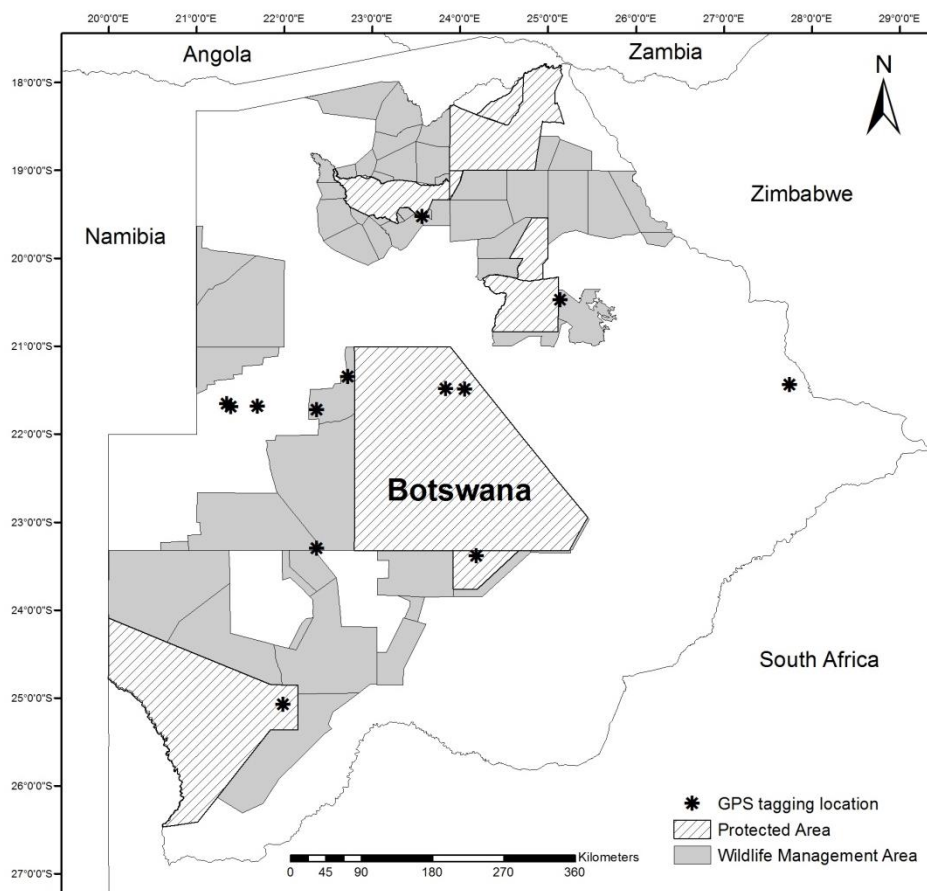 20°0'0"E 21°0'0"E 22°0'0"E 23°0'0"E 24°0'0"E 25°0'0"E 26°0'0"E 27°0'0"E 28°0'0"E 29°0'0"E
Angola
Zambia
N
18°0'0"S
19°0'0"S
Zimbabwe
Namibia
20°0'0"S
21°0'0"S
22°0'0"S
Botswana
23°0'0"S
24°0'0"S
South Africa
25°0'0"S
26°0'0"S
GPS tagging location
Protected Area
Wildlife Management Area
Kilometers
0 45 90 180 270 360
27°0'0"S